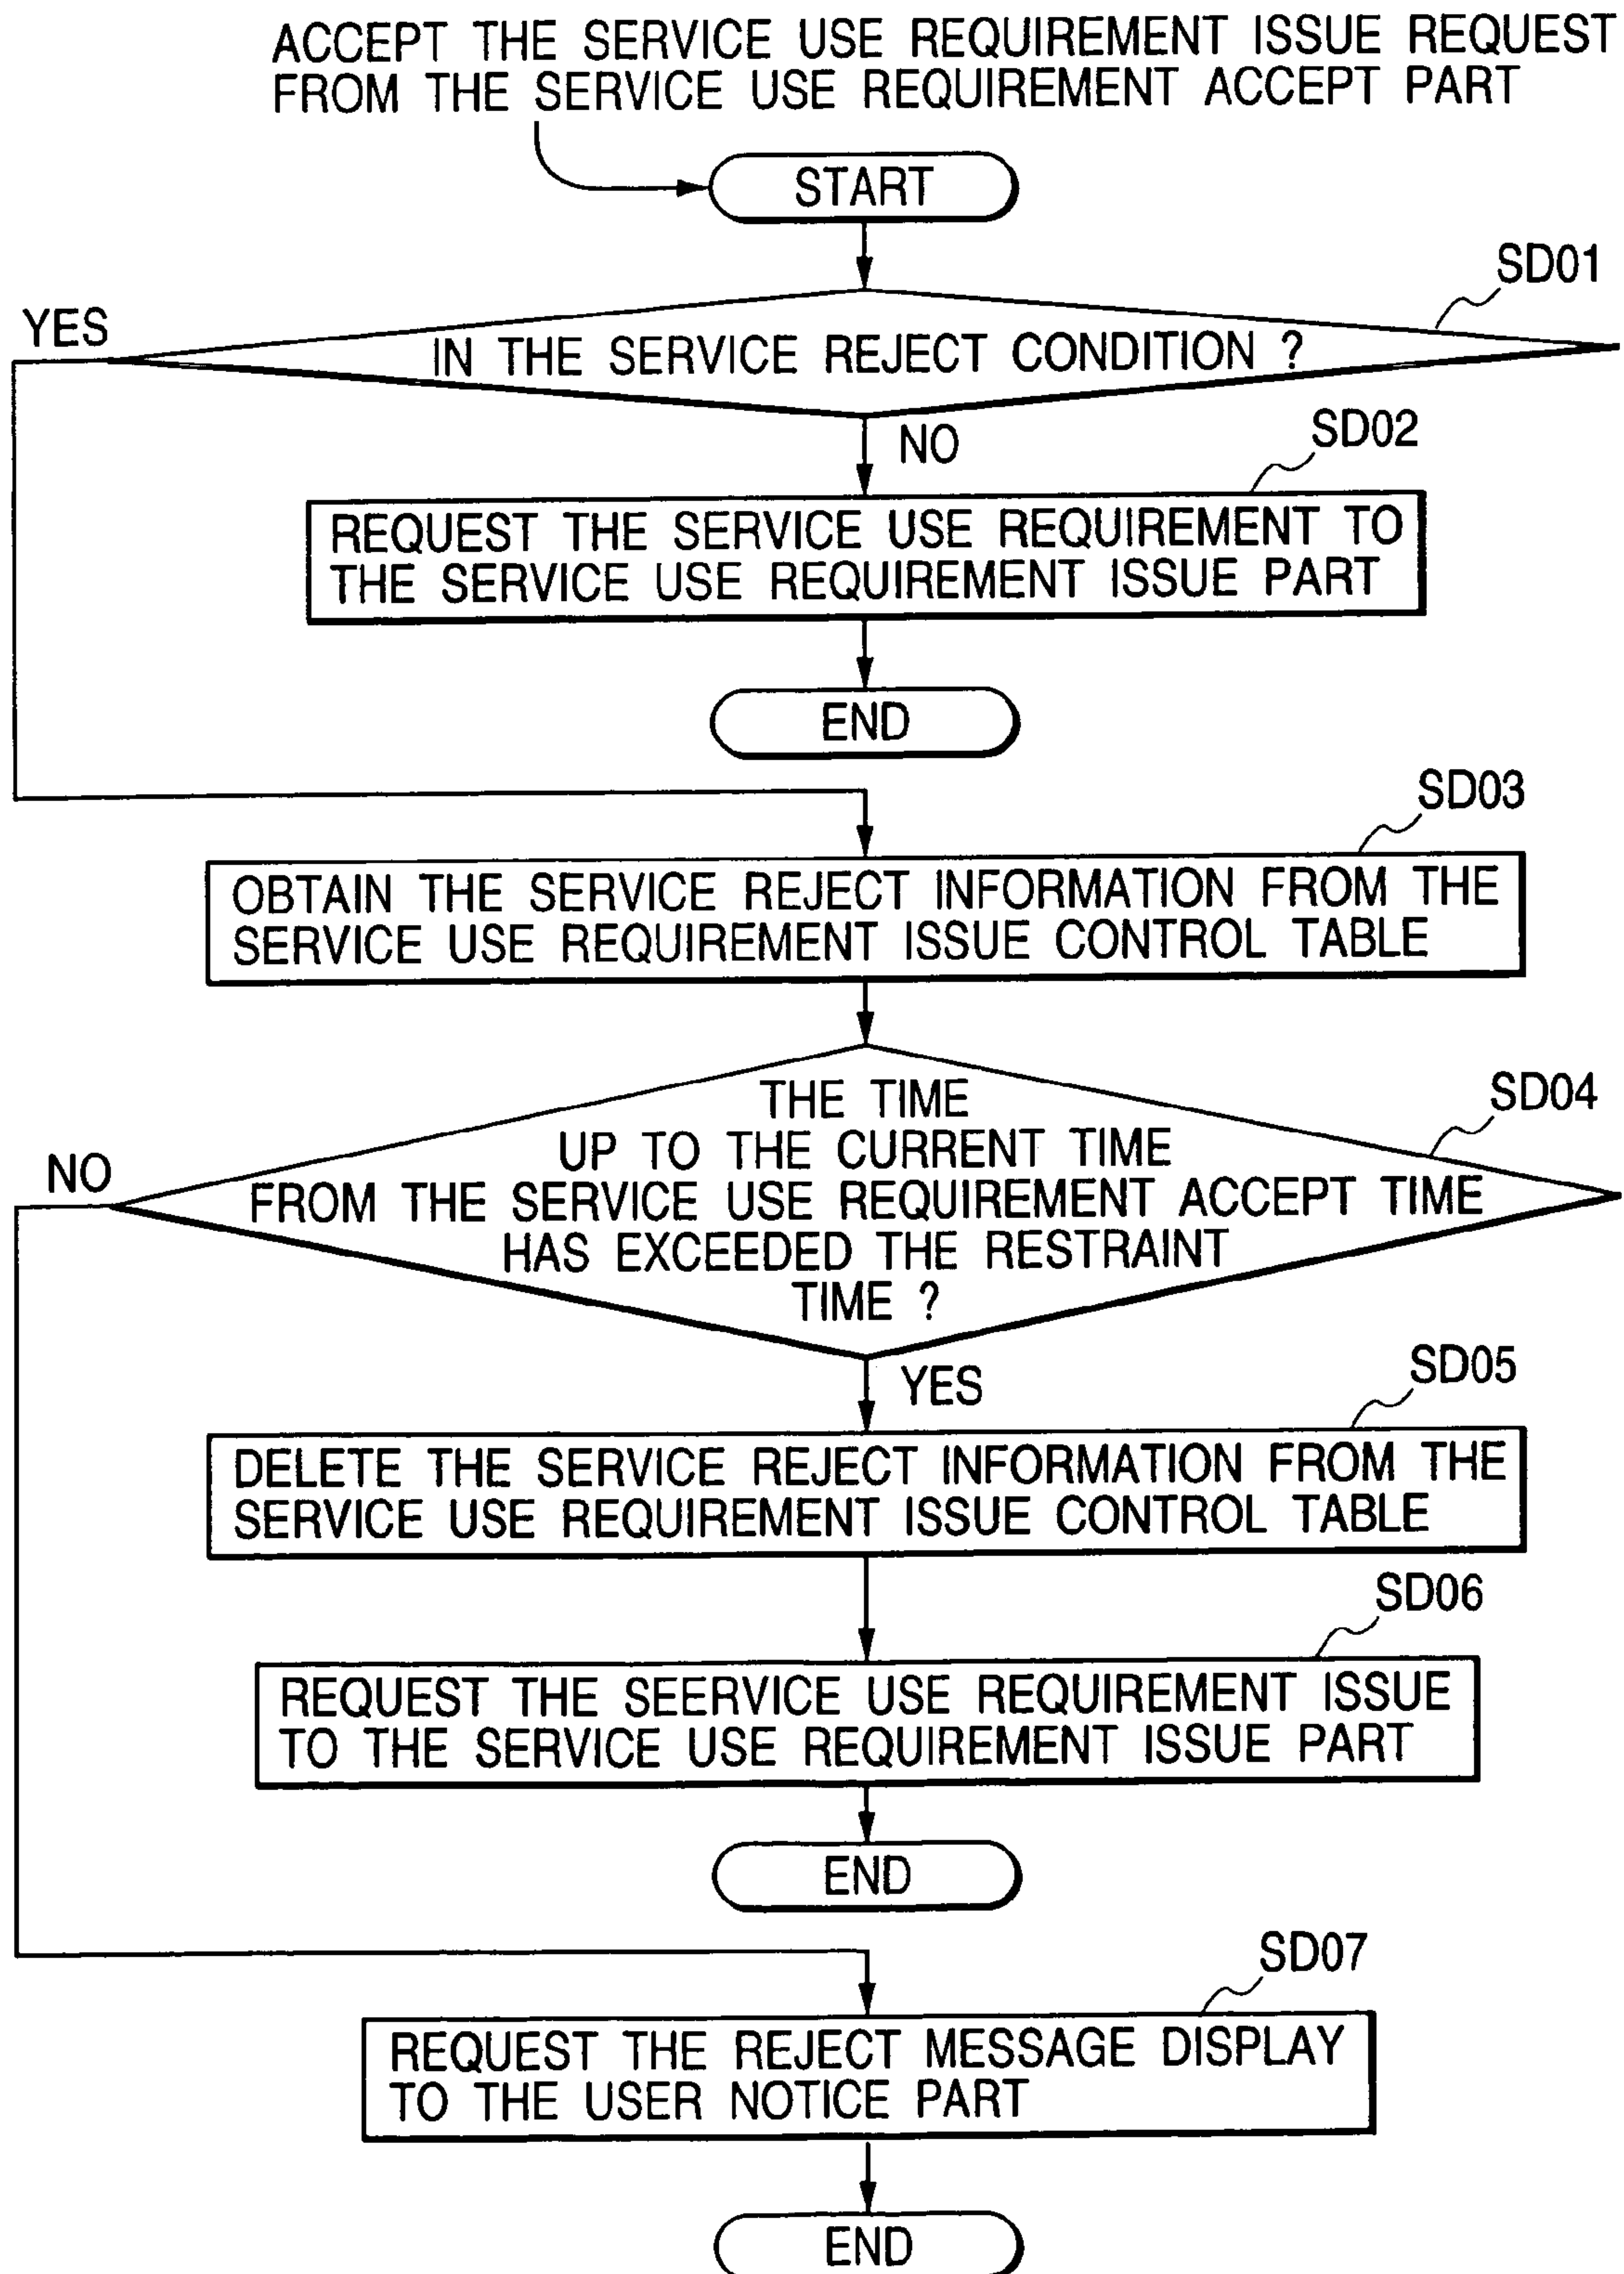 ACCEPT THE SERVICE USE REQUIREMENT ISSUE REQUEST
FROM THE SERVICE USE REQUIREMENT ACCEPT PART
START
SD01
YES
IN THE SERVICE REJECT CONDITION ?
NO
SD02
REQUEST THE SERVICE USE REQUIREMENT TO
THE SERVICE USE REQUIREMENT ISSUE PART
END
SD03
OBTAIN THE SERVICE REJECT INFORMATION FROM THE
SERVICE USE REQUIREMENT ISSUE CONTROL TABLE
SD04
NO
THE TIME
UP TO THE CURRENT TIME
FROM THE SERVICE USE REQUIREMENT ACCEPT TIME
HAS EXCEEDED THE RESTRAINT
TIME ?
YES
SD05
DELETE THE SERVICE REJECT INFORMATION FROM THE
SERVICE USE REQUIREMENT ISSUE CONTROL TABLE
SD06
REQUEST THE SEERVICE USE REQUIREMENT ISSUE
TO THE SERVICE USE REQUIREMENT ISSUE PART
END
SD07
REQUEST THE REJECT MESSAGE DISPLAY
TO THE USER NOTICE PART
END